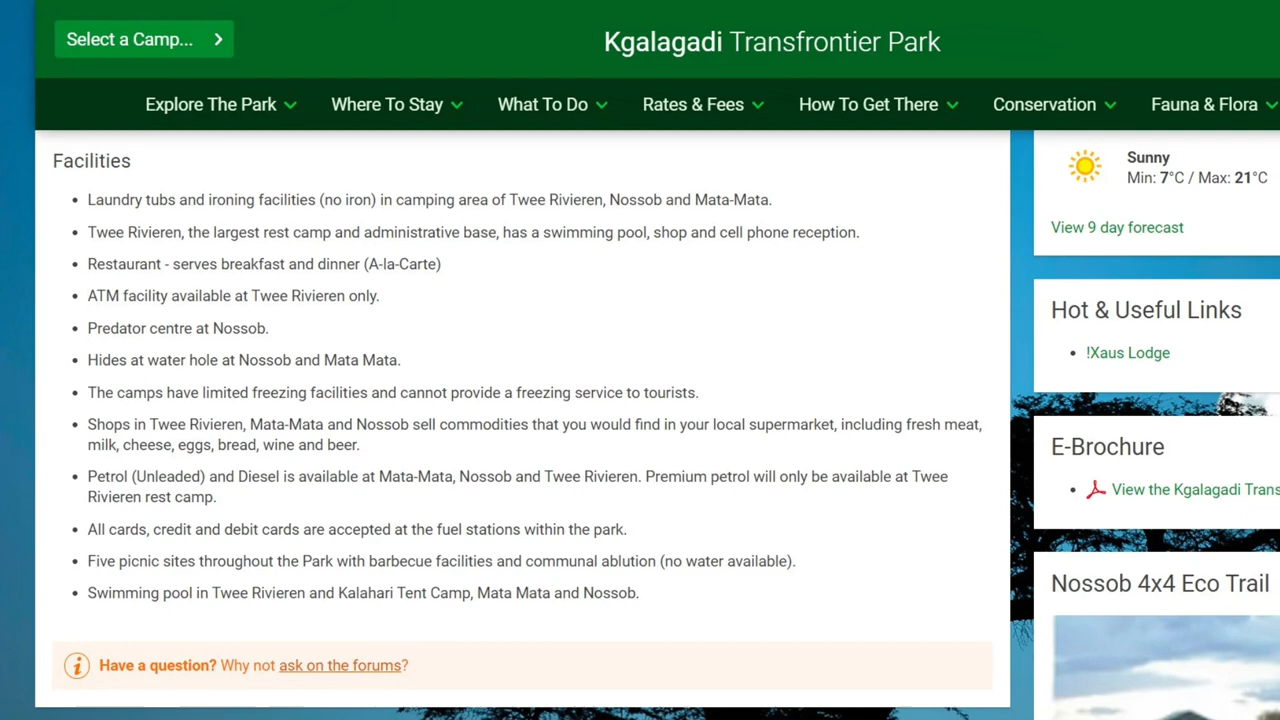 Select a Camp...
Kgalagadi Transfrontier Park
Explore The Park
Where To Stay
What To Do
Rates & Fees
How To Get There
Conservation
Fauna & Flora
Facilities
Laundry tubs and ironing facilities (no iron) in camping area of Twee Rivieren, Nossob and Mata-Mata.
Twee Rivieren, the largest rest camp and administrative base, has a swimming pool, shop and cell phone reception.
Restaurant - serves breakfast and dinner (A-la-Carte)
ATM facility available at Twee Rivieren only.
Predator centre at Nossob.
Hides at water hole at Nossob and Mata Mata.
The camps have limited freezing facilities and cannot provide a freezing service to tourists.
Shops in Twee Rivieren, Mata-Mata and Nossob sell commodities that you would find in your local supermarket, including fresh meat,
milk, cheese, eggs, bread, wine and beer.
Petrol (Unleaded) and Diesel is available at Mata-Mata, Nossob and Twee Rivieren. Premium petrol will only be available at Twee
Rivieren rest camp.
All cards, credit and debit cards are accepted at the fuel stations within the park.
Five picnic sites throughout the Park with barbecue facilities and communal ablution (no water available).
Swimming pool in Twee Rivieren and Kalahari Tent Camp, Mata Mata and Nossob.
Have a question? Why not ask on the forums?
Sunny
Min: 7°C / Max: 21°C
View 9 day forecast
Hot & Useful Links
!Xaus Lodge
E-Brochure
View the Kgalagadi Trans
Nossob 4x4 Eco Trail